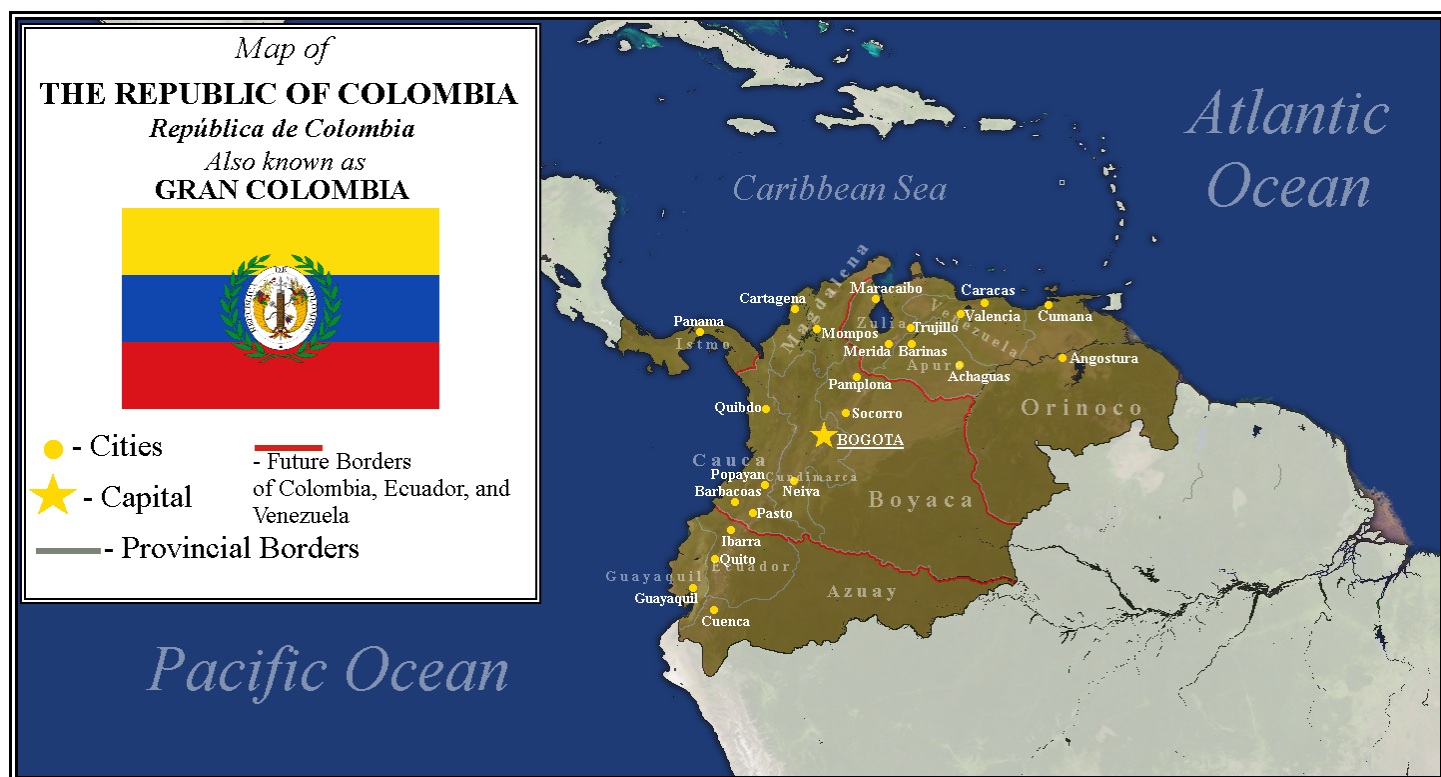 Map of
THE REPUBLIC OF COLOMBIA
República de Colombia
Also known as
GRAN COLOMBIA
- Cities
- Capital
- Future Borders
of Colombia, Ecuador, and
Venezuela
- Provincial Borders
Atlantic
Ocean
Caribbean Sea
Pacific Ocean
Magdalena
Maracaibo
Caracas
Cartagena
Venezuela
Valencia
Cumana
Panama
Istmo
Zulia
Trujillo
Mompos
Merida
Barinas
Angostura
Apur
Achaguas
Pamplona
Quibdo
Socorro
Orinoco
BOGOTA
Cauca
Popayan
Cundimarca
Neiva
Barbacoas
Boyaca
Pasto
Ibarra
Quito
Ecuador
Guayaquil
Guayaquil
Azuay
Cuenca